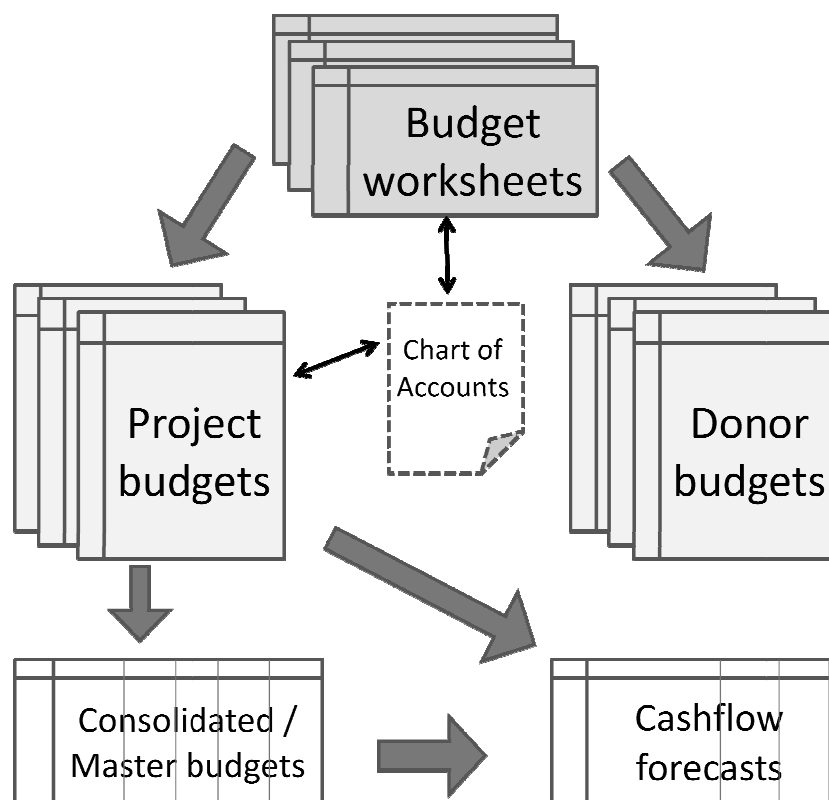 Budget
worksheets
Chart of
Accounts
Project
budgets
Donor
budgets
Consolidated /
Master budgets
Cashflow
forecasts